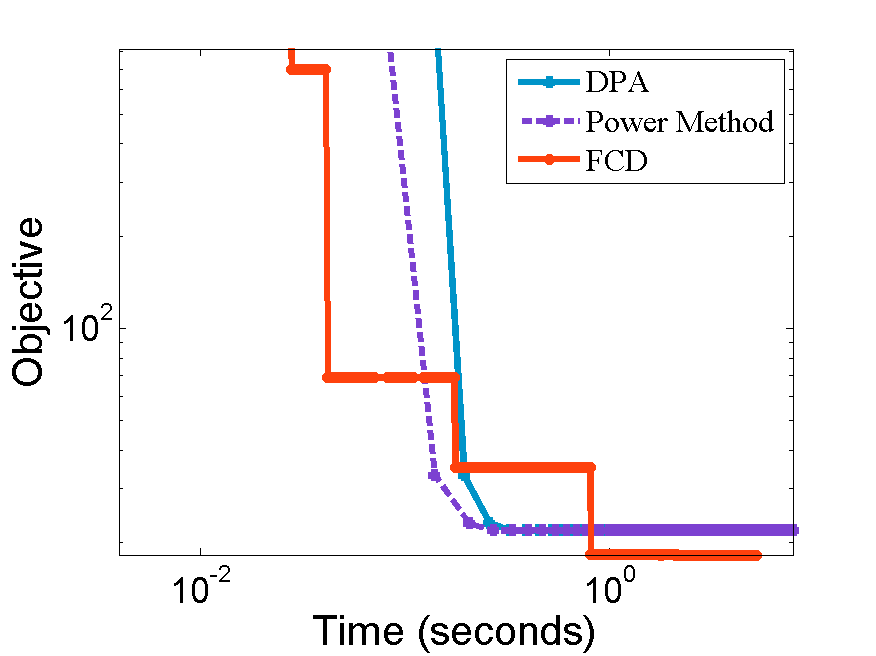 DPA
Power Method
FCD
Objective
10^2
10^-2
10^0
Time (seconds)